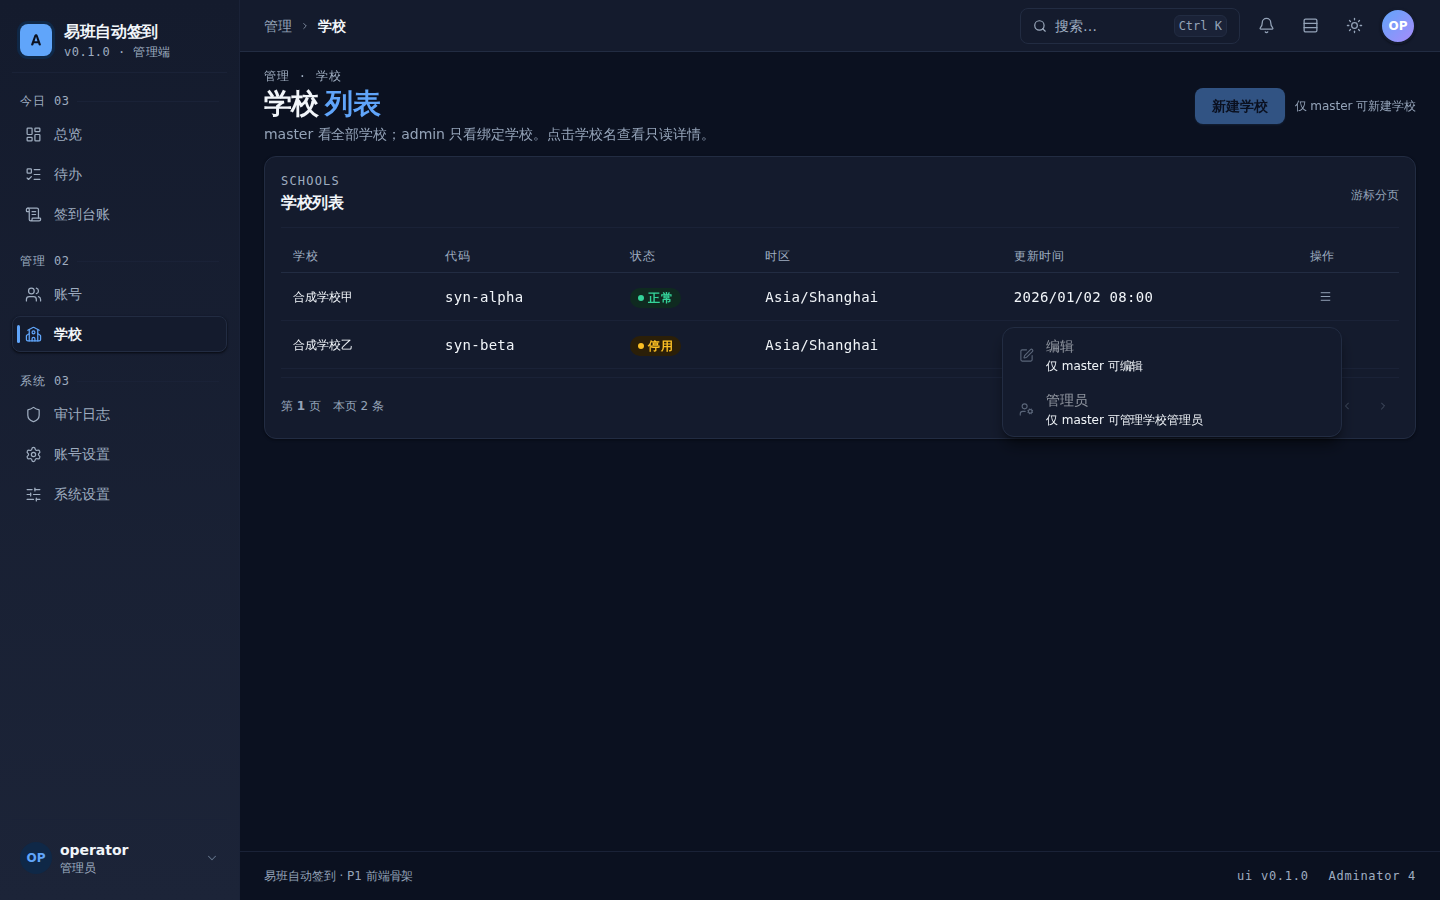 A
易班自动签到
v0.1.0 · 管理端
今日 03
总览
待办
签到台账
管理 02
账号
学校
系统 03
审计日志
账号设置
系统设置
OP
operator
管理员
管理 › 学校
搜索… Ctrl K
OP
管理 · 学校
学校 列表
master 看全部学校；admin 只看绑定学校。点击学校名查看只读详情。
新建学校 仅 master 可新建学校
SCHOOLS
学校列表
游标分页
学校 代码 状态 时区 更新时间 操作
合成学校甲 syn-alpha 正常 Asia/Shanghai 2026/01/02 08:00
合成学校乙 syn-beta 停用 Asia/Shanghai
编辑
仅 master 可编辑
管理员
仅 master 可管理学校管理员
第 1 页 本页 2 条
易班自动签到 · P1 前端骨架
ui v0.1.0 Adminator 4